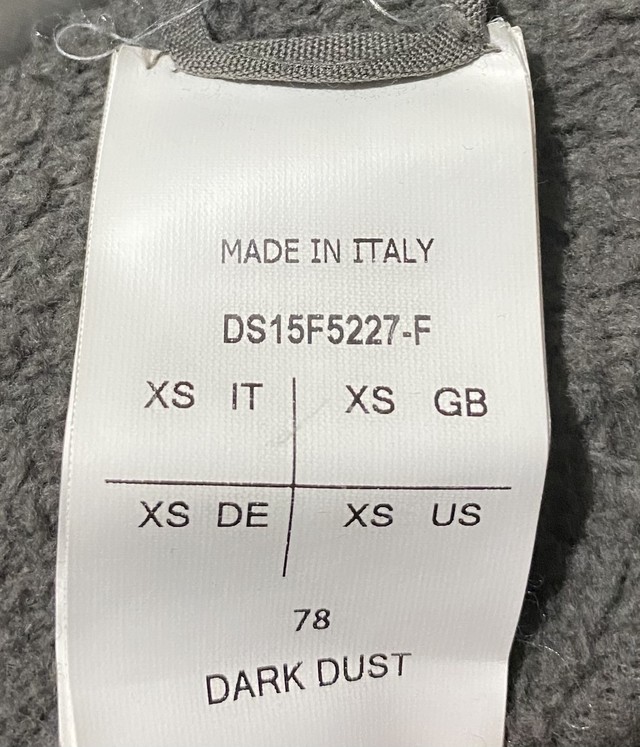 MADE IN ITALY
DS15F5227-F
XS IT XS GB
XS DE XS US
78
DARK DUST